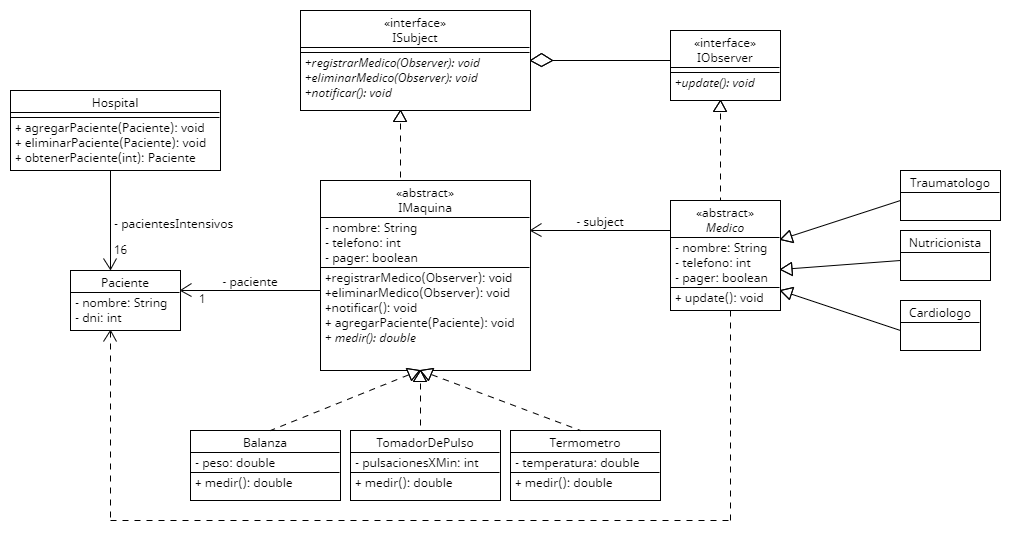 «interface»
ISubject
+registrarMedico(Observer): void
+eliminarMedico(Observer): void
+notificar(): void
«interface»
IObserver
+update(): void
Hospital
+ agregarPaciente(Paciente): void
+ eliminarPaciente(Paciente): void
+ obtenerPaciente(int): Paciente
- pacientesIntensivos
16
Paciente
- nombre: String
- dni: int
- paciente
1
«abstract»
IMaquina
- nombre: String
- telefono: int
- pager: boolean
+registrarMedico(Observer): void
+eliminarMedico(Observer): void
+notificar(): void
+ agregarPaciente(Paciente): void
+ medir(): double
- subject
«abstract»
Medico
- nombre: String
- telefono: int
- pager: boolean
+ update(): void
Traumatologo
Nutricionista
Cardiologo
Balanza
- peso: double
+ medir(): double
TomadorDePulso
- pulsacionesXMin: int
+ medir(): double
Termometro
- temperatura: double
+ medir(): double